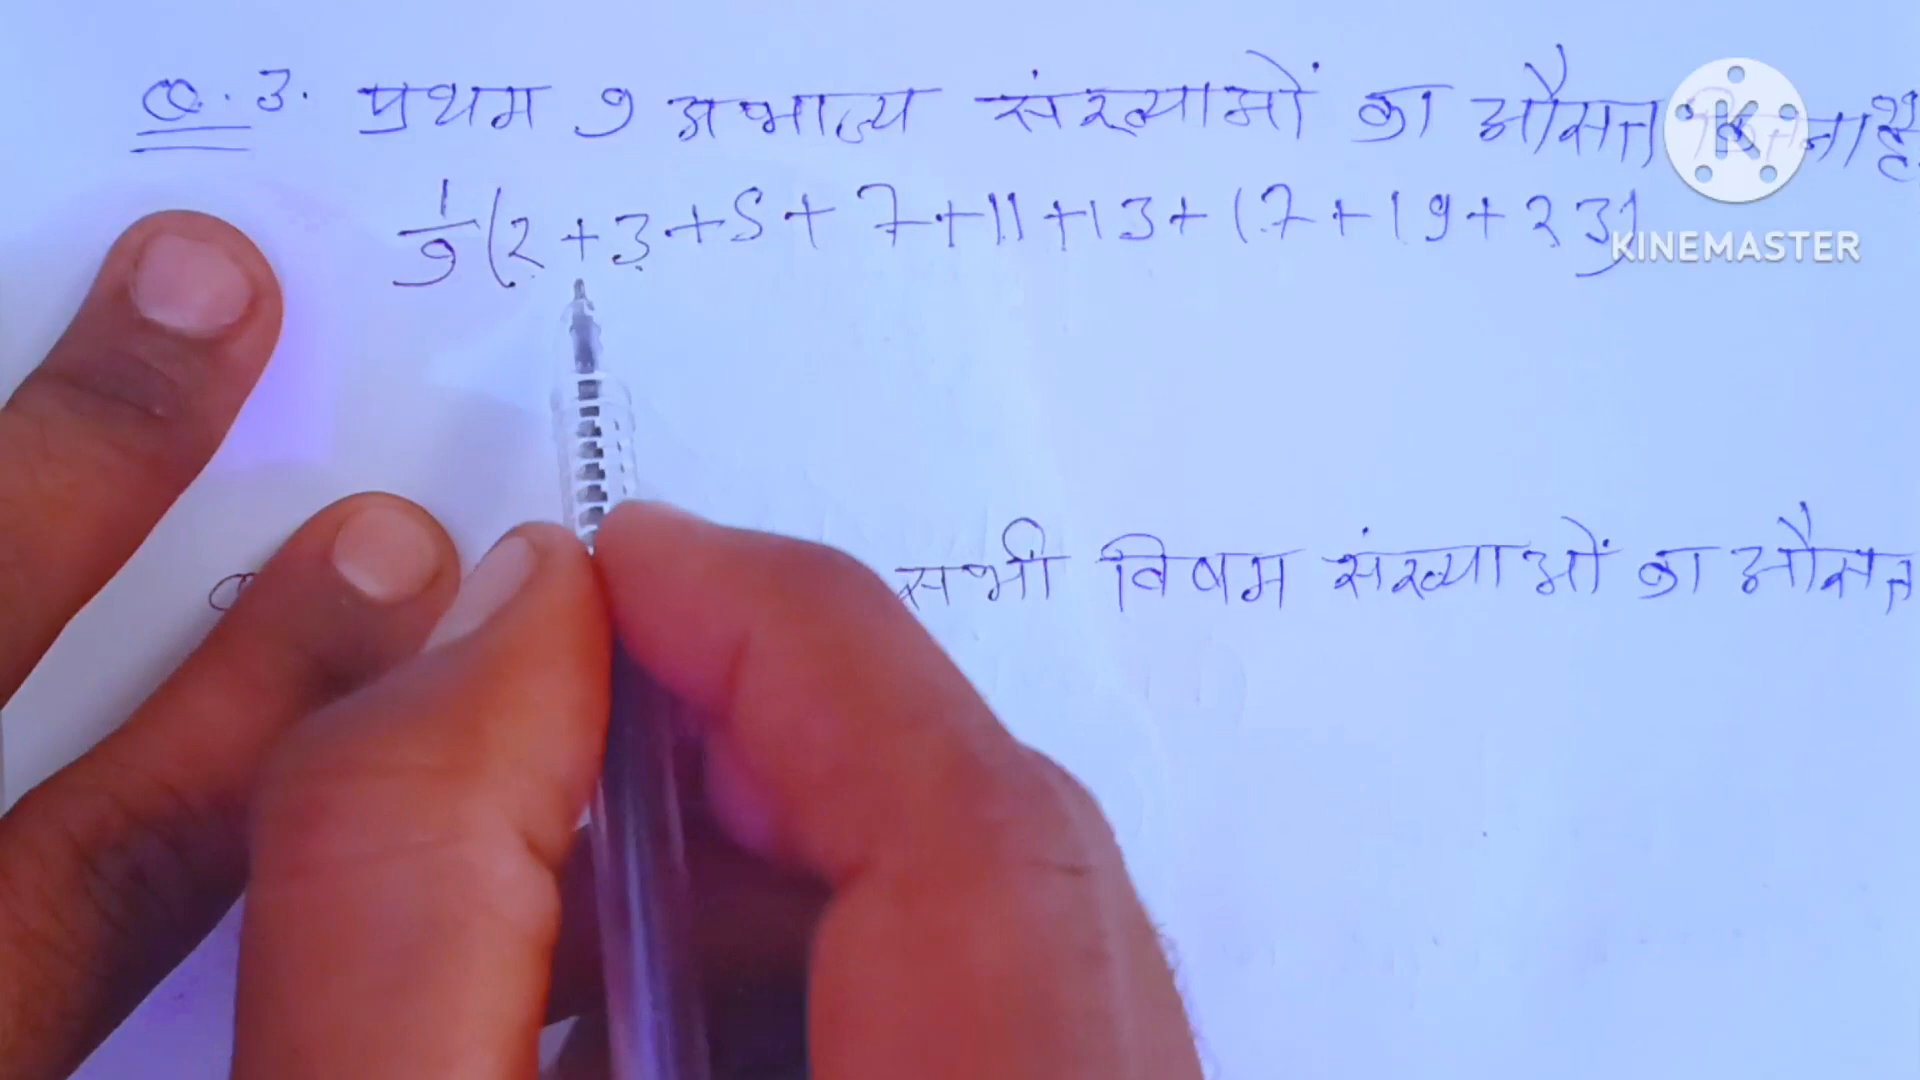 Q. 3. प्रथम 9 अभाज्य संख्याओं का औसत कितना है
1/9 (2+3+5+7+11+13+17+19+23)
KINEMASTER
सभी विषम संख्याओं का औसत